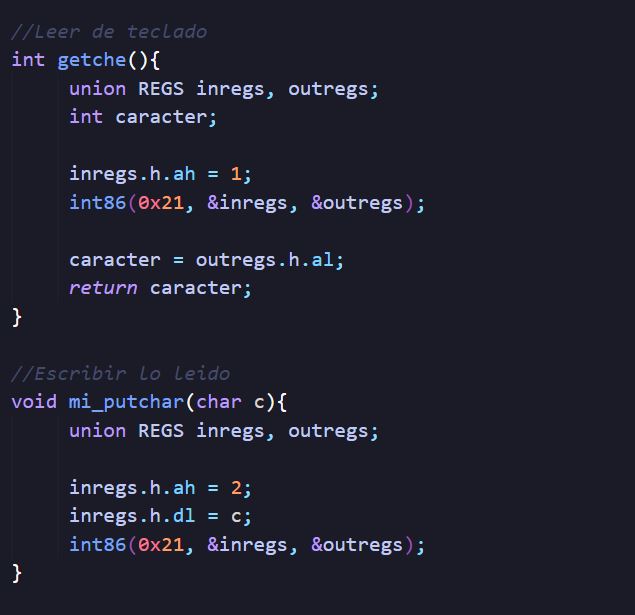 //Leer de teclado
int getche(){
union REGS inregs, outregs;
int caracter;
inregs.h.ah = 1;
int86(0x21, &inregs, &outregs);
caracter = outregs.h.al;
return caracter;
}
//Escribir lo leido
void mi_putchar(char c){
union REGS inregs, outregs;
inregs.h.ah = 2;
inregs.h.dl = c;
int86(0x21, &inregs, &outregs);
}